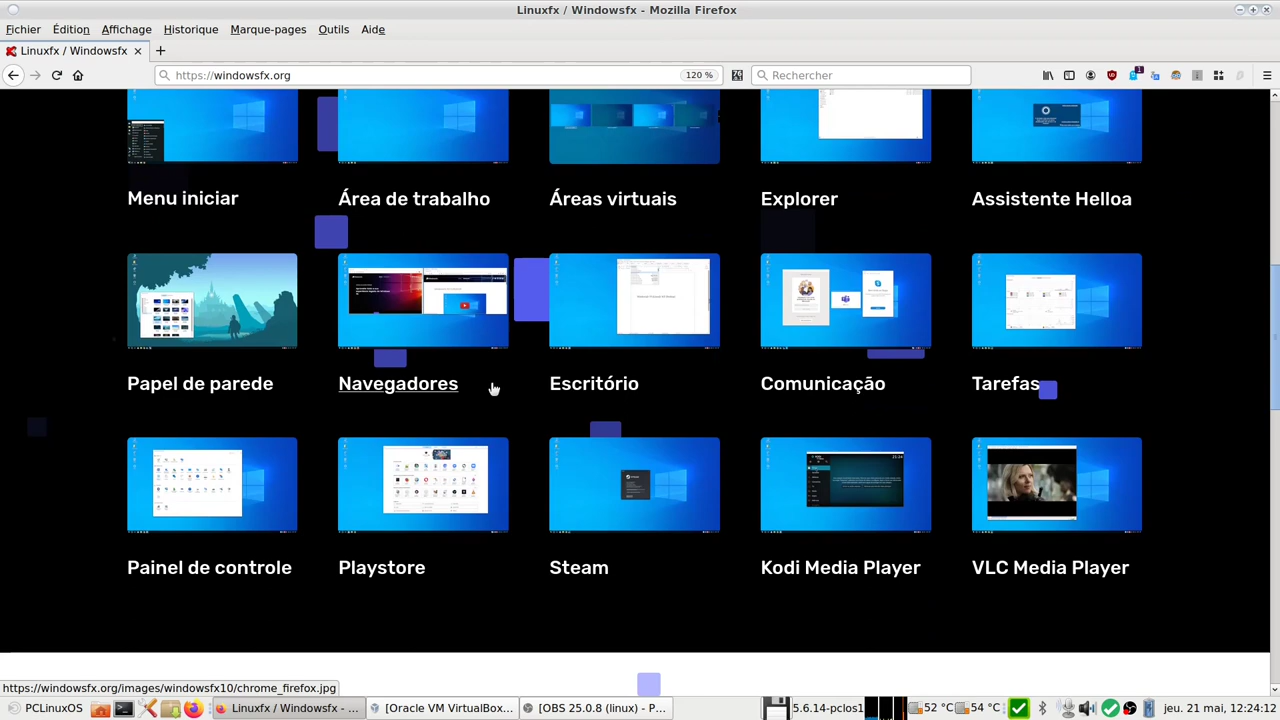 Linuxfx / Windowsfx - Mozilla Firefox
Fichier Édition Affichage Historique Marque-pages Outils Aide
Linuxfx / Windowsfx
https://windowsfx.org 120 % Rechercher
Menu iniciar Área de trabalho Áreas virtuais Explorer Assistente Helloa
Papel de parede Navegadores Escritório Comunicação Tarefas
Painel de controle Playstore Steam Kodi Media Player VLC Media Player
https://windowsfx.org/images/windowsfx10/chrome_firefox.jpg
PCLinuxOS Linuxfx / Windowsfx - ... [Oracle VM VirtualBox... [OBS 25.0.8 (linux) - P... 5.6.14-pclos1 52 °C 54 °C jeu. 21 mai, 12:24:12